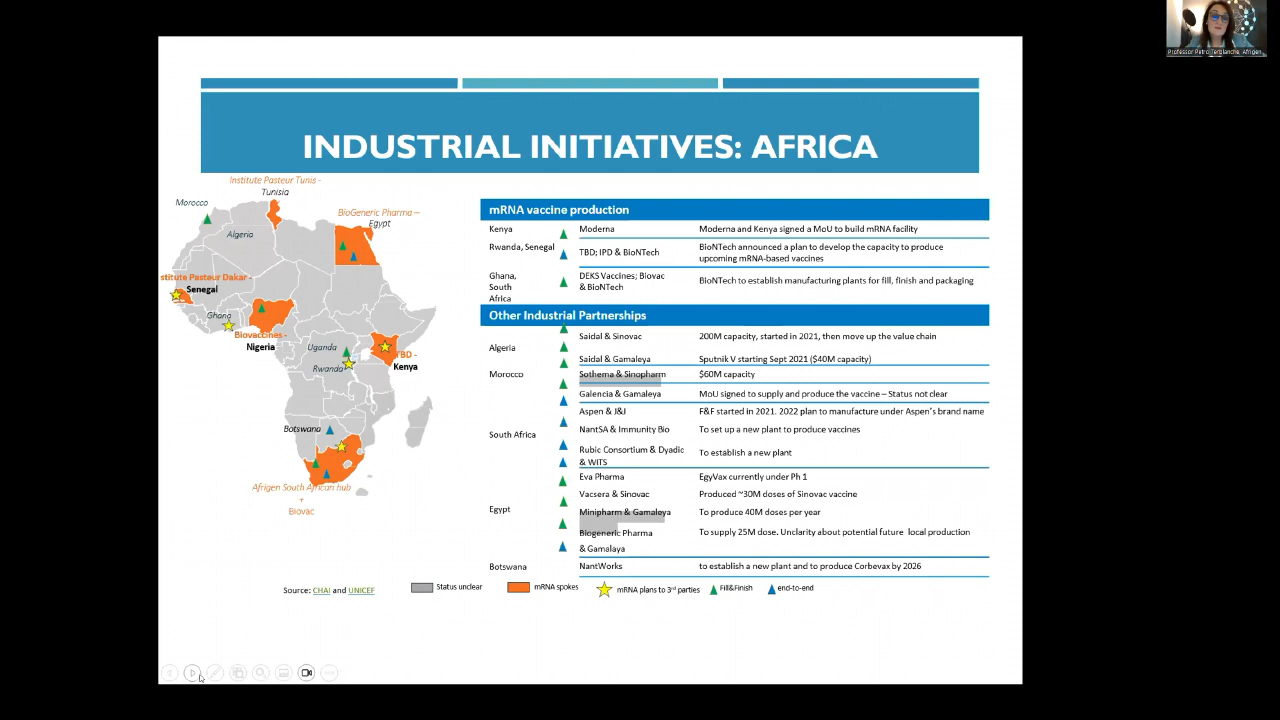 Professor Petro Terblanche, Afrigen
INDUSTRIAL INITIATIVES: AFRICA
Institute Pasteur Tunis -
Tunisia
Morocco
BioGeneric Pharma –
Egypt
Algeria
stitute Pasteur Dakar -
Senegal
Ghana
Biovaccines -
Nigeria
Uganda
Rwanda
TBD -
Kenya
Botswana
Afrigen South African hub
+
Biovac
mRNA vaccine production
Kenya Moderna Moderna and Kenya signed a MoU to build mRNA facility
Rwanda, Senegal TBD; IPD & BioNTech BioNTech announced a plan to develop the capacity to produce
upcoming mRNA-based vaccines
Ghana, DEKS Vaccines; Biovac BioNTech to establish manufacturing plants for fill, finish and packaging
South & BioNTech
Africa
Other Industrial Partnerships
Saidal & Sinovac 200M capacity, started in 2021, then move up the value chain
Algeria
Saidal & Gamaleya Sputnik V starting Sept 2021 ($40M capacity)
Morocco Sothema & Sinopharm $60M capacity
Galencia & Gamaleya MoU signed to supply and produce the vaccine – Status not clear
Aspen & J&J F&F started in 2021. 2022 plan to manufacture under Aspen's brand name
South Africa NantSA & Immunity Bio To set up a new plant to produce vaccines
Rubic Consortium & Dyadic To establish a new plant
& WITS
Eva Pharma EgyVax currently under Ph 1
Vacsera & Sinovac Produced ~30M doses of Sinovac vaccine
Egypt Minipharm & Gamaleya To produce 40M doses per year
Biogeneric Pharma To supply 25M dose. Unclarity about potential future local production
& Gamalaya
Botswana NantWorks to establish a new plant and to produce Corbevax by 2026
Source: CHAI and UNICEF Status unclear mRNA spokes mRNA plans to 3rd parties Fill&Finish end-to-end